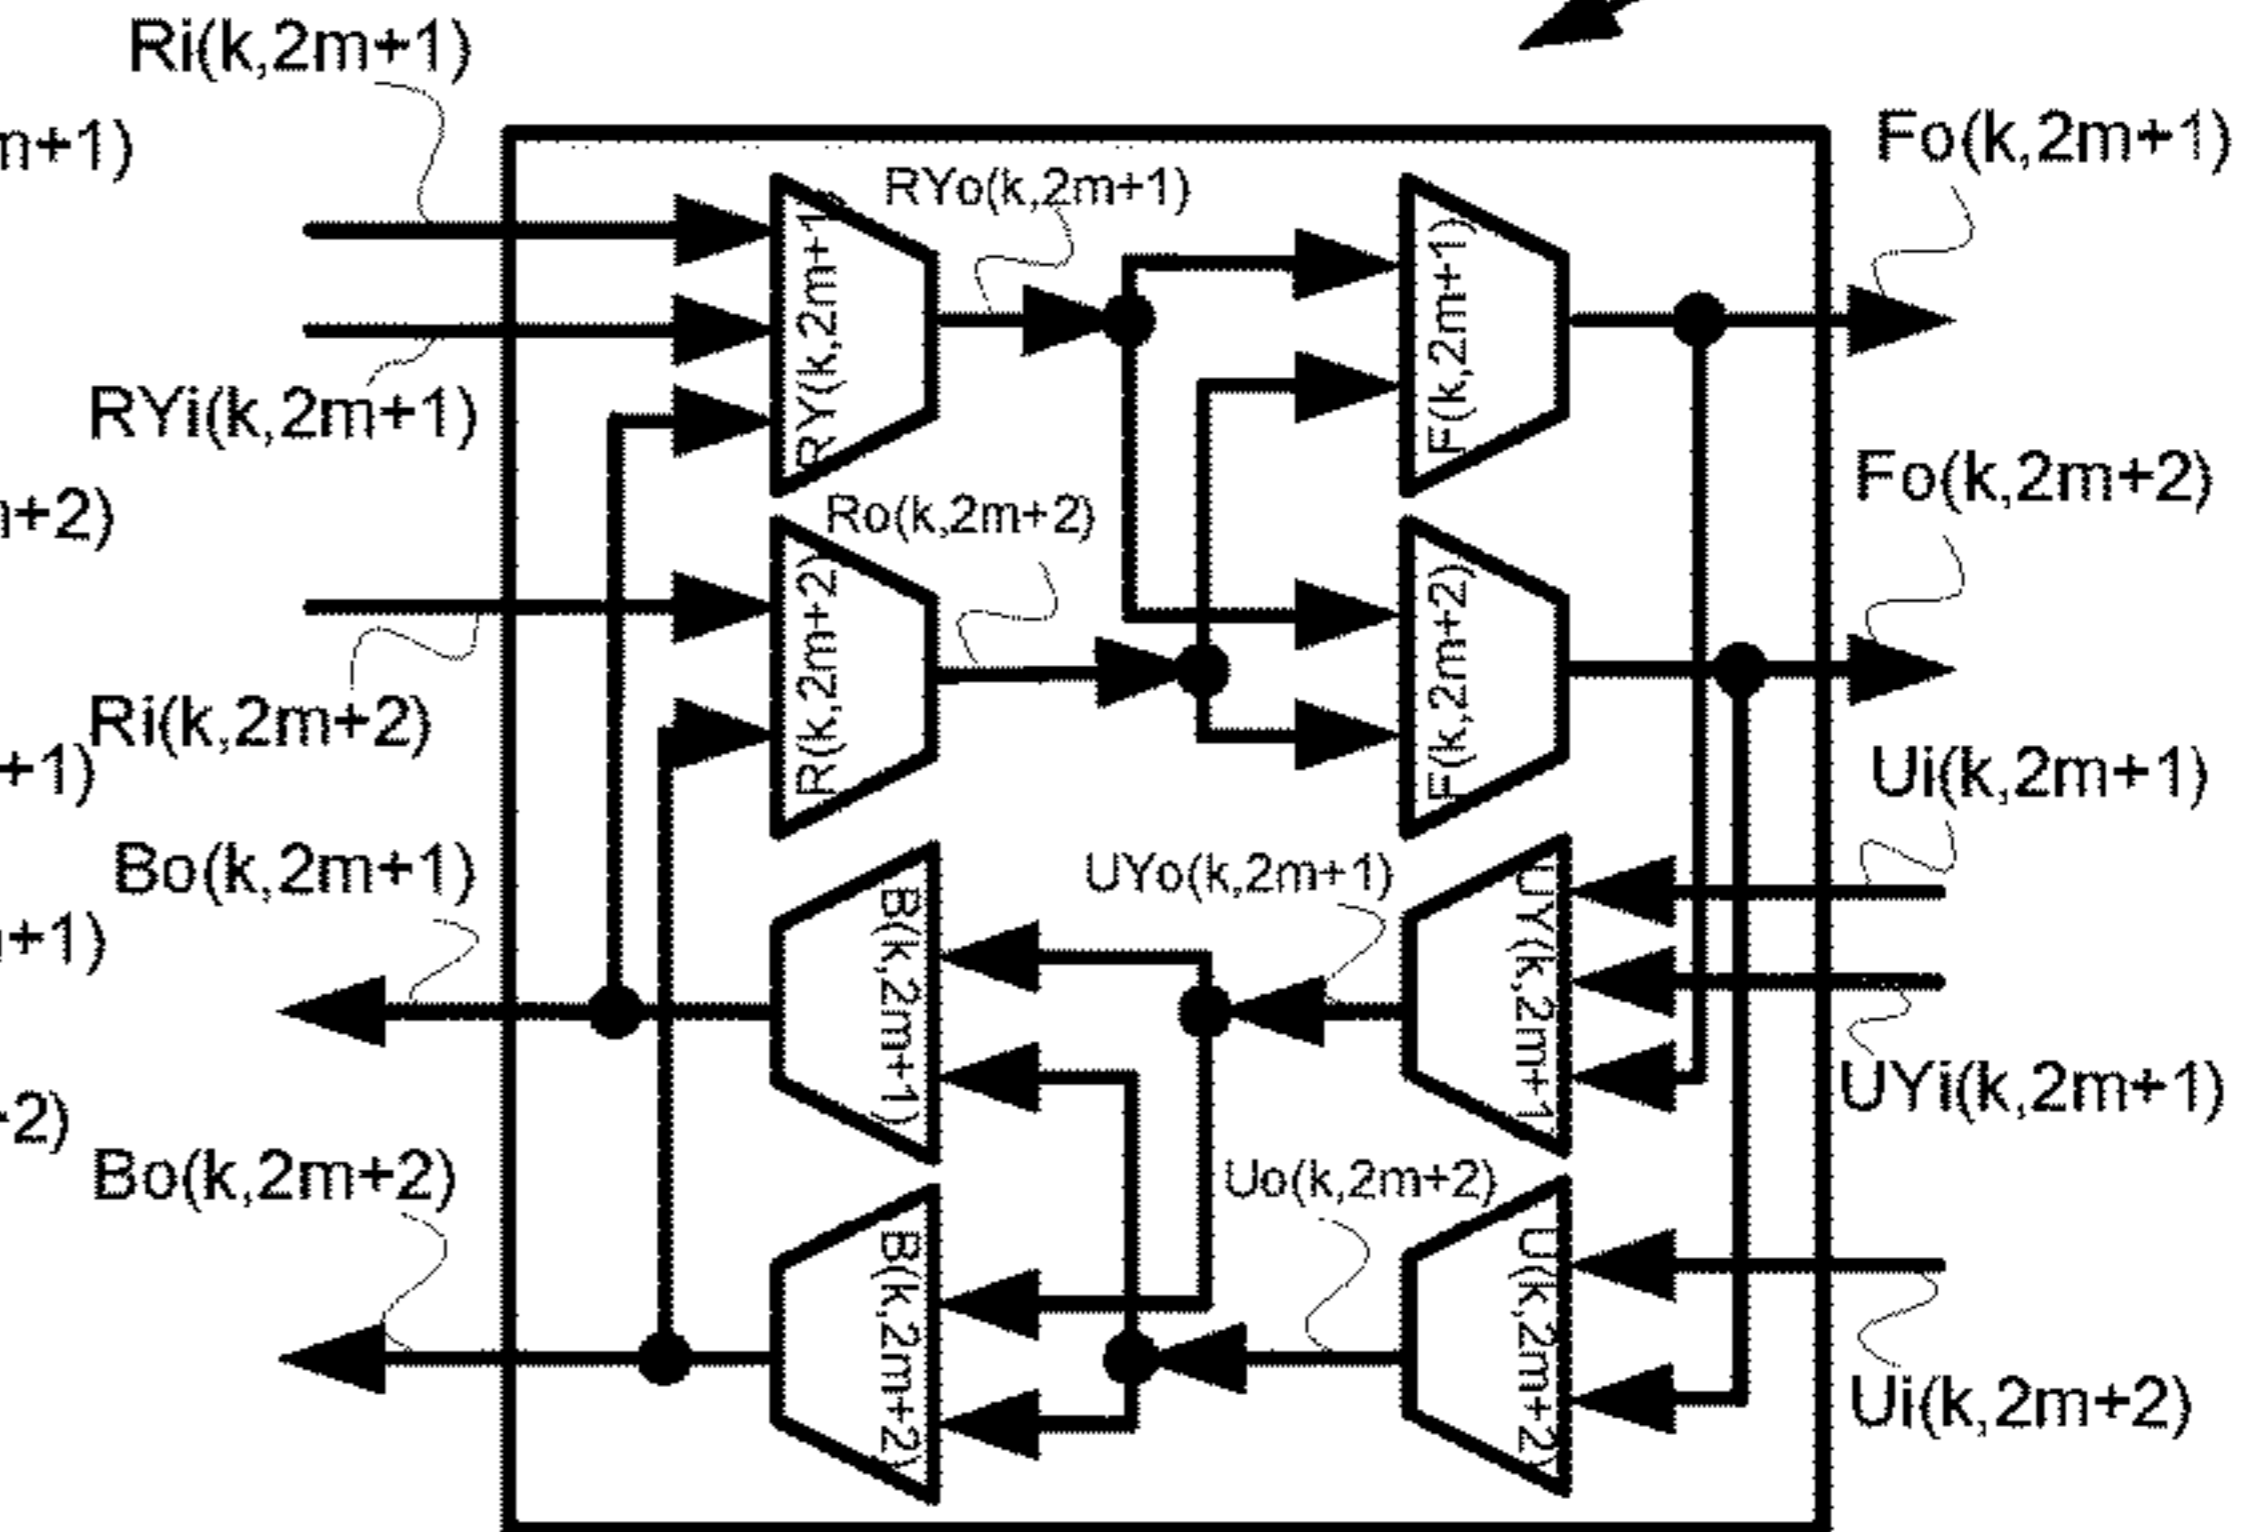 Ri(k,2m+1)
m+1)
Fo(k,2m+1)
RYo(k,2m+1)
RY(k,2m+1)
F(k,2m+1)
RYi(k,2m+1)
Fo(k,2m+2)
m+2)
Ro(k,2m+2)
R(k,2m+2)
F(k,2m+2)
Ri(k,2m+2)
+1)
Ui(k,2m+1)
Bo(k,2m+1)
UYo(k,2m+1)
B(k,2m+1)
UY(k,2m+1
+1)
UYi(k,2m+1)
+2)
Bo(k,2m+2)
Uo(k,2m+2)
B(k,2m+2)
U(k,2m+2)
Ui(k,2m+2)